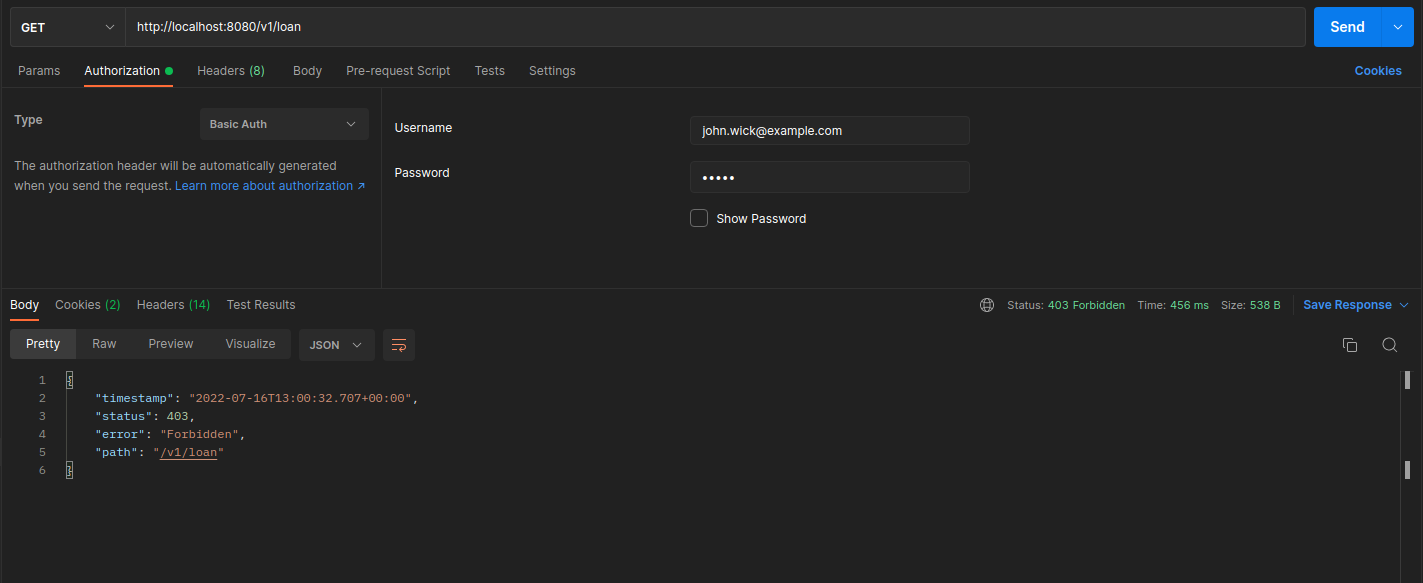 GET http://localhost:8080/v1/loan Send
Params Authorization Headers (8) Body Pre-request Script Tests Settings Cookies
Type Basic Auth
The authorization header will be automatically generated
when you send the request. Learn more about authorization ↗
Username john.wick@example.com
Password •••••
Show Password
Body Cookies (2) Headers (14) Test Results Status: 403 Forbidden Time: 456 ms Size: 538 B Save Response
Pretty Raw Preview Visualize JSON
1 {
2 "timestamp": "2022-07-16T13:00:32.707+00:00",
3 "status": 403,
4 "error": "Forbidden",
5 "path": "/v1/loan"
6 }